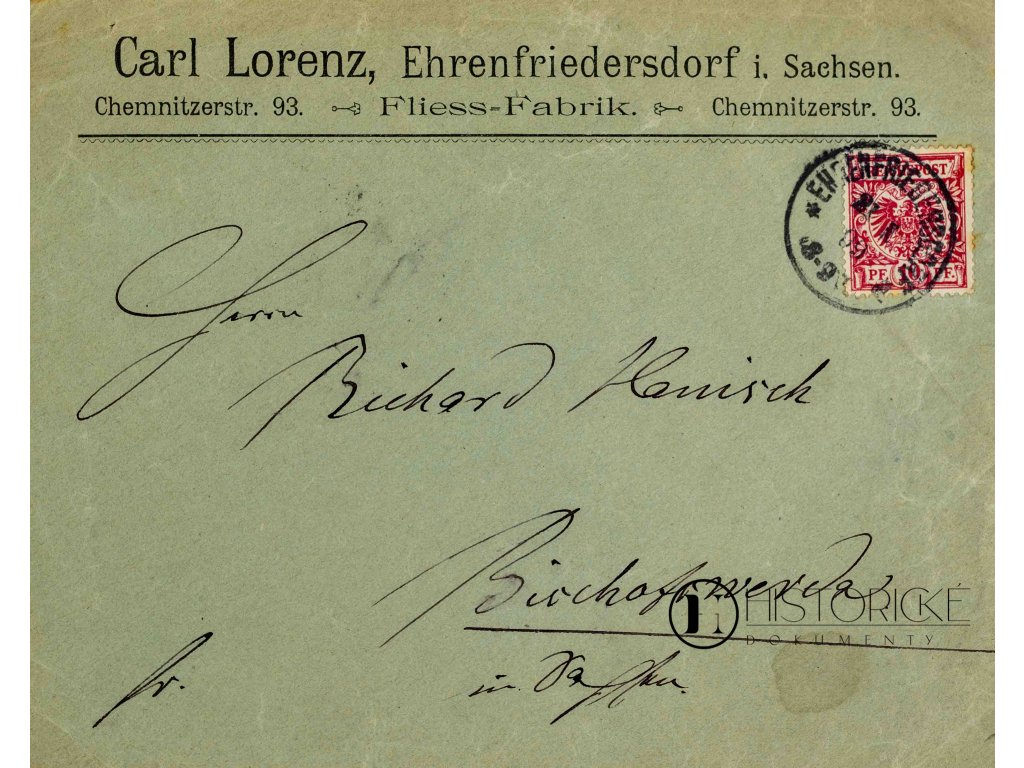 Carl Lorenz, Ehrenfriedersdorf i. Sachsen.
Chemnitzerstr. 93. Fliess-Fabrik. Chemnitzerstr. 93.
PF. 10 PF.
Herrn
Richard Hanisch
Bischofswerda
in Sachsen.
fr.
HISTORICKÉ
DOKUMENTY